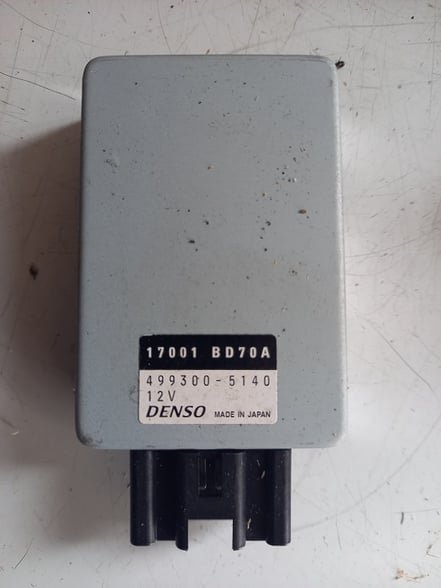 17001 BD70A
499300-5140
12V
DENSO MADE IN JAPAN